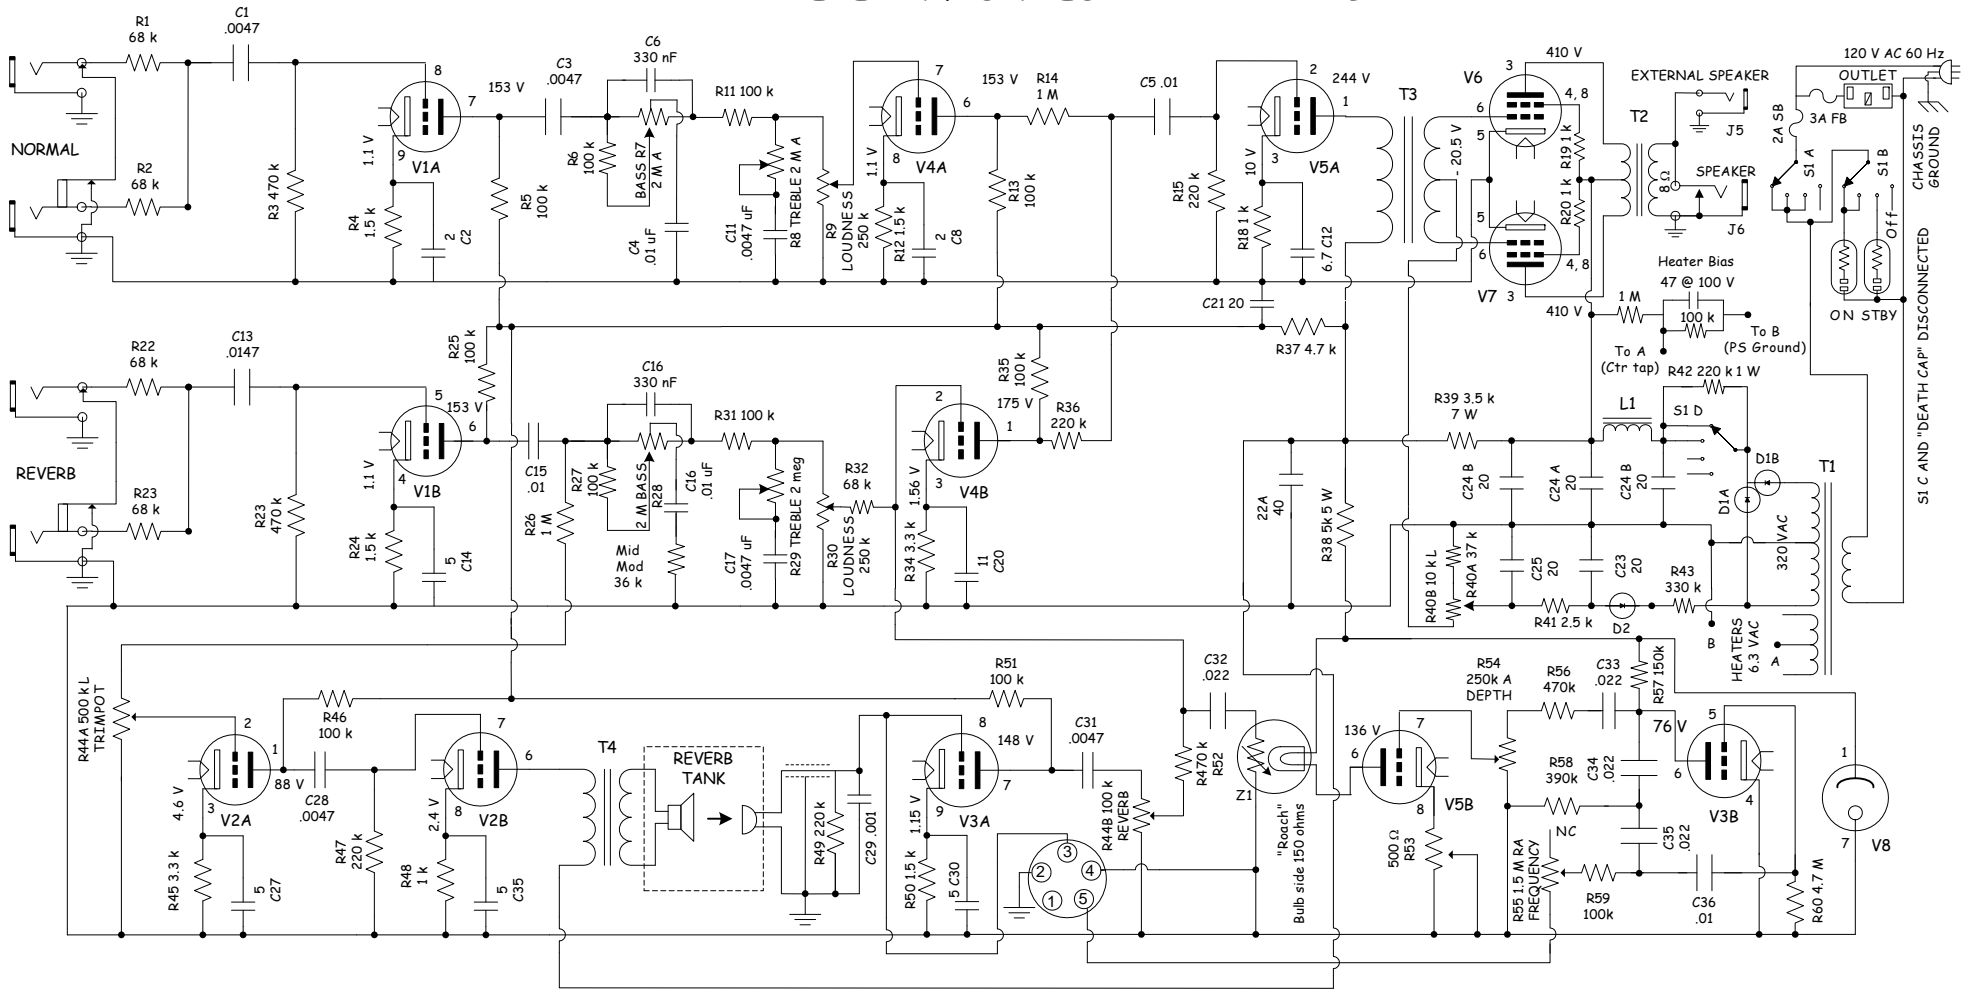 R1
68 k
C1
.0047
NORMAL
R2
68 k
R3 470 k
8
7
1.1 V
9
V1A
R4
1.5 k
2
C2
153 V
R5
100 k
C3
.0047
C6
330 nF
R6
100 k
BASS R7
2 M A
C4
.01 uF
R11 100 k
C11
.0047 uF
R8 TREBLE 2 M A
R9
LOUDNESS
250 k
7
6
1.1 V
8
V4A
R12 1.5 k
2
C8
153 V
R13
100 k
R14
1 M
C5 .01
R15
220 k
2
244 V
1
10 V
3
V5A
R18 1 k
6.7 C12
C21 20
R37 4.7 k
T3
- 20.5 V
V6
3
410 V
4, 8
6
5
R19 1 k
R20 1 k
5
6
4, 8
V7
3
410 V
T2
8 Ω
EXTERNAL SPEAKER
J5
SPEAKER
J6
120 V AC 60 Hz
OUTLET
3A FB
2A SB
S1 A
S1 B
Off
ON STBY
CHASSIS
GROUND
S1 C AND "DEATH CAP" DISCONNECTED
Heater Bias
47 @ 100 V
1 M
100 k
To B
(PS Ground)
To A
(Ctr tap)
R22
68 k
C13
.0147
REVERB
R23
68 k
R23
470 k
5
153 V
6
1.1 V
4
V1B
R24
1.5 k
5
C14
R25
100 k
C15
.01
R26
1 M
R27
100 k
C16
330 nF
2 M BASS
R28
C16
.01 uF
Mid
Mod
36 k
R31 100 k
C17
.0047 uF
R29 TREBLE 2 meg
R30
LOUDNESS
250 k
R32
68 k
2
1
1.56 V
3
V4B
R34 3.3 k
11
C20
R35
100 k
175 V
R36
220 k
22A
40
R38 5k 5 W
R39 3.5 k
7 W
L1
R42 220 k 1 W
S1 D
D1B
D1A
T1
C24 B
20
C24 A
20
C24 B
20
320 VAC
R40B 10 k L
R40A 37 k
C25
20
C23
20
R43
330 k
R41 2.5 k
D2
B
HEATERS
6.3 VAC
A
R44A 500 k L
TRIMPOT
2
1
4.6 V
3
88 V
V2A
R45 3.3 k
5
C27
R46
100 k
C28
.0047
R47
220 k
7
6
2.4 V
8
V2B
R48
1 k
5
C35
T4
REVERB
TANK
R49 220 k
C29 .001
8
148 V
7
1.15 V
9
V3A
R50 1.5 k
5 C30
R51
100 k
C31
.0047
R44B 100 k
REVERB
3
2
4
1
5
C32
.022
R470 k
R52
Z1
"Roach"
Bulb side 150 ohms
136 V
7
6
8
V5B
500 Ω
R53
R54
250k A
DEPTH
R56
470k
C33
.022
R57 150k
R58
390k
C34
.022
NC
R55 1.5 M RA
FREQUENCY
R59
100k
C35
.022
C36
.01
76 V
5
6
4
V3B
R60 4.7 M
1
7
V8